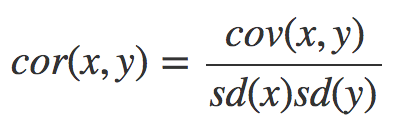 cor(x, y) = cov(x, y) / sd(x)sd(y)